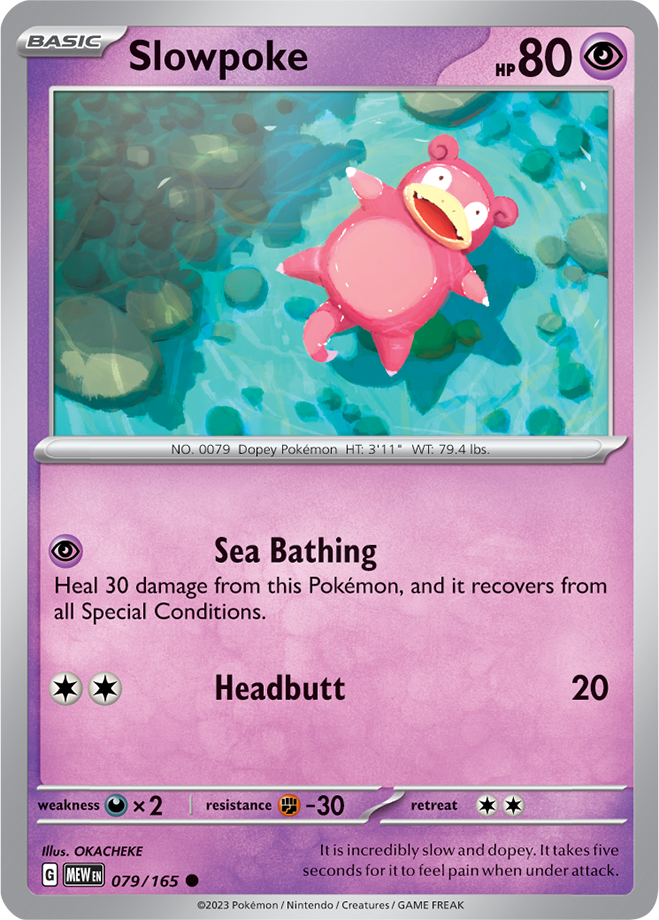 BASIC
Slowpoke
HP 80
NO. 0079 Dopey Pokémon HT: 3'11" WT: 79.4 lbs.
Sea Bathing
Heal 30 damage from this Pokémon, and it recovers from
all Special Conditions.
Headbutt 20
weakness ×2 resistance -30 retreat
Illus. OKACHEKE
It is incredibly slow and dopey. It takes five
seconds for it to feel pain when under attack.
G MEW EN 079/165
©2023 Pokémon / Nintendo / Creatures / GAME FREAK